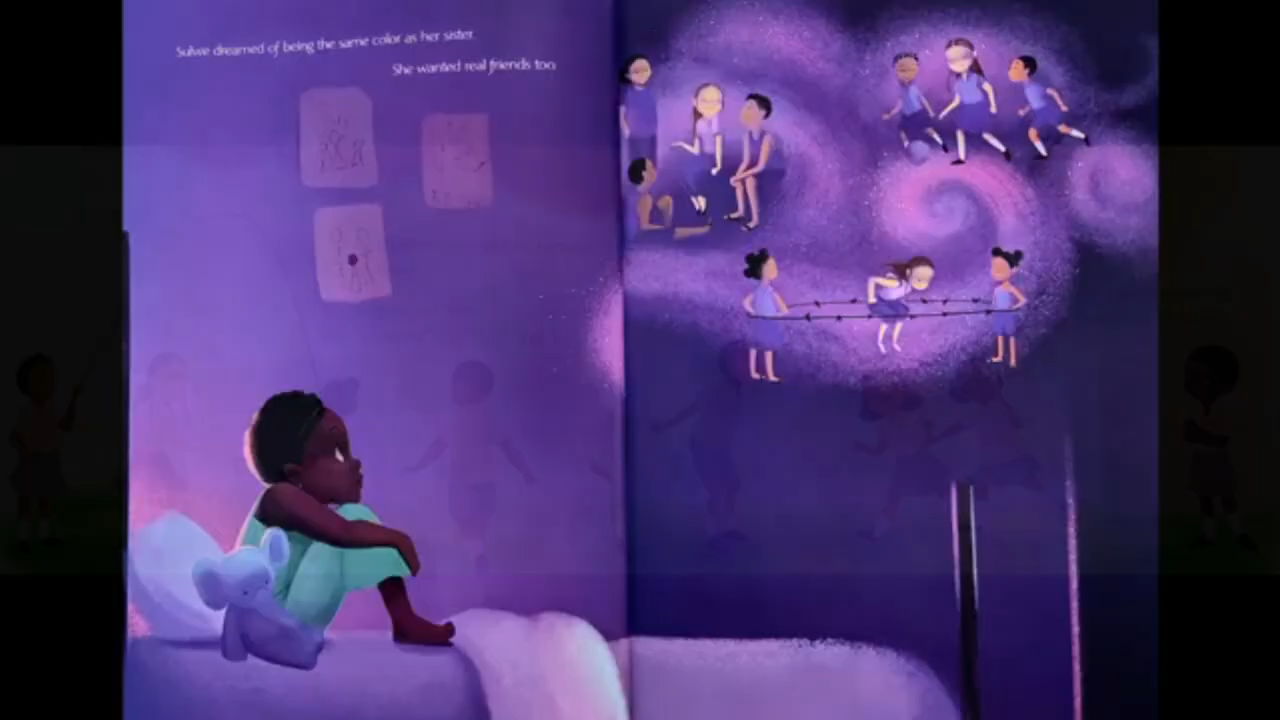 Sulwe dreamed of being the same color as her sister.
She wanted real friends too.